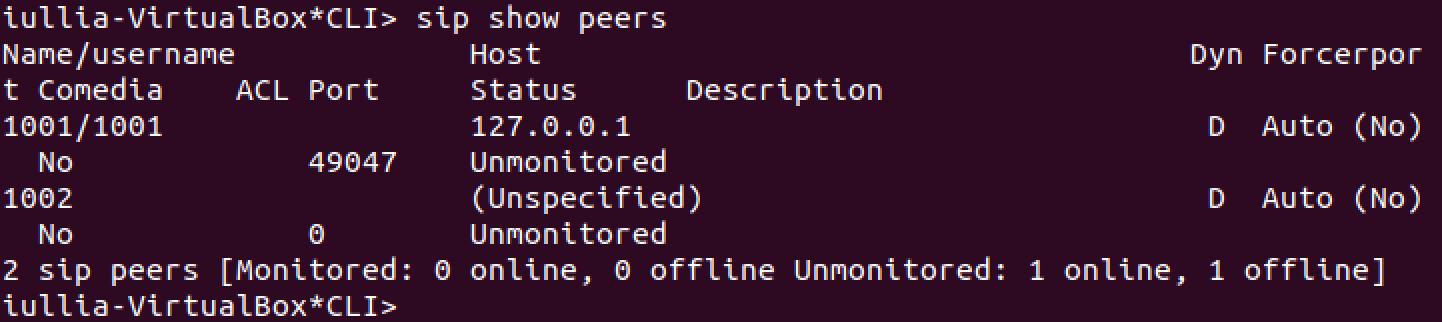 iullia-VirtualBox*CLI> sip show peers
Name/username             Host                                    Dyn Forcerpor
t Comedia    ACL Port     Status      Description
1001/1001                 127.0.0.1                                D  Auto (No)
  No             49047    Unmonitored
1002                      (Unspecified)                            D  Auto (No)
  No             0        Unmonitored
2 sip peers [Monitored: 0 online, 0 offline Unmonitored: 1 online, 1 offline]
iullia-VirtualBox*CLI>